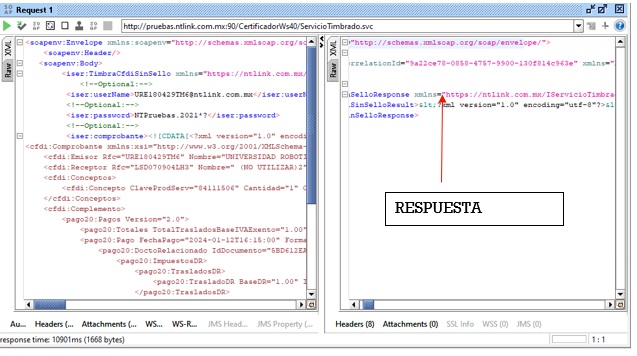 SO AP Request 1
http://pruebas.ntlink.com.mx:90/CertificadorWs40/ServicioTimbrado.svc
XML
Raw
<soapenv:Envelope xmlns:soapenv="http://schemas.xmlsoap.org/so
<soapenv:Header/>
<soapenv:Body>
<iser:TimbraCfdiSinSello xmlns:iser="https://ntlink.com.mx/
<!--Optional:-->
<iser:userName>URE180429TM6@ntlink.com.mx</iser:userN
<!--Optional:-->
<iser:password>NTPruebas.2021*?</iser:password>
<!--Optional:-->
<iser:comprobante><![CDATA[<?xml version="1.0" encodi
<cfdi:Comprobante xmlns:xsi="http://www.w3.org/2001/XMLSchema-
<cfdi:Emisor Rfc="URE180429TM6" Nombre="UNIVERSIDAD ROBOTI
<cfdi:Receptor Rfc="LSD070904LH3" Nombre=" (NO UTILIZAR)"2
<cfdi:Conceptos>
<cfdi:Concepto ClaveProdServ="84111506" Cantidad="1" C
</cfdi:Conceptos>
<cfdi:Complemento>
<pago20:Pagos Version="2.0">
<pago20:Totales TotalTrasladosBaseIVAExento="1.00"
<pago20:Pago FechaPago="2024-01-12T16:15:00" Forma
<pago20:DoctoRelacionado IdDocumento="5BD612EA
<pago20:ImpuestosDR>
<pago20:TrasladosDR>
<pago20:TrasladoDR BaseDR="1.00" I
</pago20:TrasladosDR>
XML
Raw
"http://schemas.xmlsoap.org/soap/envelope/">
rrelationId="9a22ce78-0858-4757-9900-130f814c943e" xmlns="
nSelloResponse xmlns="https://ntlink.com.mx/IServicioTimbra
SinSelloResult>&lt;?xml version="1.0" encoding="utf-8"?>&l
nSelloResponse>
RESPUESTA
Au... Headers (... Attachments (... WS... WS-R... JMS Head... JMS Property (...
Headers (8) Attachments (0) SSL Info WSS (0) JMS (0)
response time: 10901ms (1668 bytes)
1 : 1